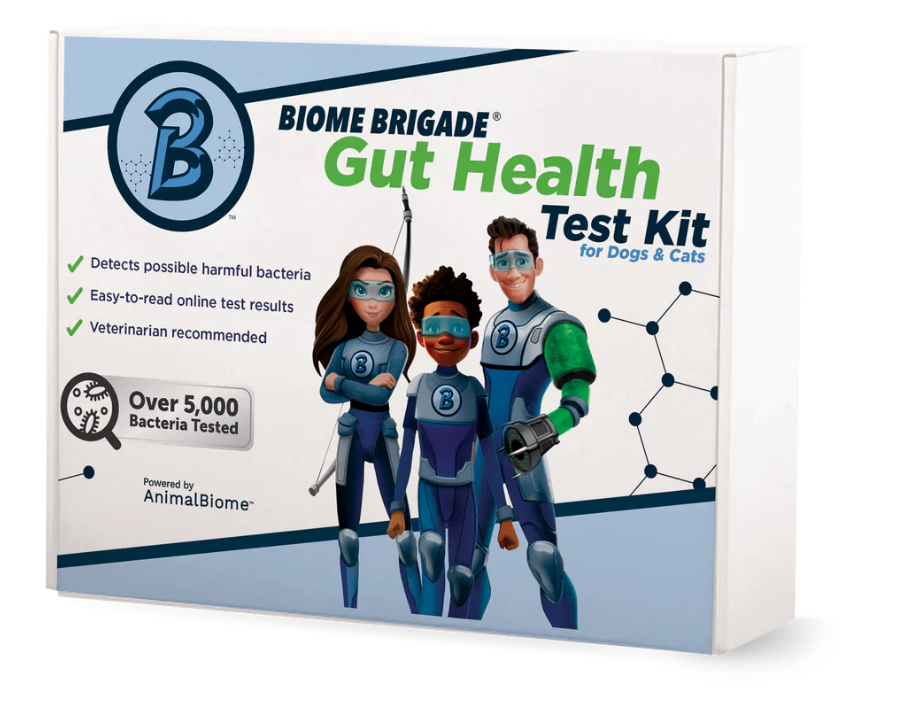 B
TM
BIOME BRIGADE®
Gut Health
Test Kit
for Dogs & Cats
Detects possible harmful bacteria
Easy-to-read online test results
Veterinarian recommended
Over 5,000
Bacteria Tested
Powered by
AnimalBiome™
B
B
B